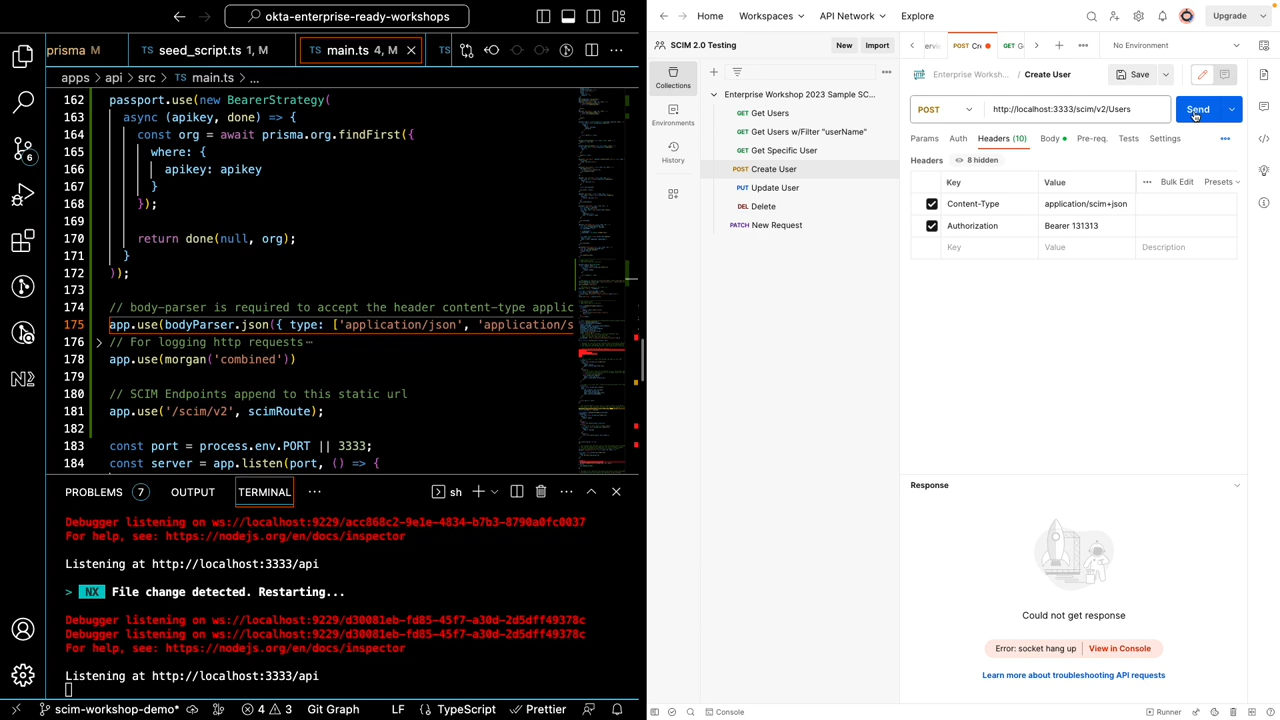 okta-enterprise-ready-workshops
prisma M
seed_script.ts 1, M
TS main.ts 4, M
apps > api > src > TS main.ts > ...
162 passport.use(new BearerStrategy(
163 async (apikey, done) => {
164 const org = await prisma.org.findFirst({
165 where: {
166 apikey: apikey
167 }
168 });
169
170 return done(null, org);
171 }
172 ));
173
174 // body-parser is required to accept the header content-type applic
175 app.use(bodyParser.json({ type: ['application/json', 'application/s
176 // For logging http requests
177 app.use(morgan('combined'))
178
179
180 // SCIM Endpoints append to this static url
181 app.use('/scim/v2', scimRoute);
182
183 const port = process.env.PORT || 3333;
184 const server = app.listen(port, () => {
PROBLEMS 7 OUTPUT TERMINAL ... sh
Debugger listening on ws://localhost:9229/acc868c2-9e1e-4834-b7b3-8790a0fc0037
For help, see: https://nodejs.org/en/docs/inspector
Listening at http://localhost:3333/api
> NX File change detected. Restarting...
Debugger listening on ws://localhost:9229/d30081eb-fd85-45f7-a30d-2d5dff49378c
Debugger listening on ws://localhost:9229/d30081eb-fd85-45f7-a30d-2d5dff49378c
For help, see: https://nodejs.org/en/docs/inspector
Listening at http://localhost:3333/api
scim-workshop-demo* 4 3 Git Graph LF {} TypeScript Prettier
Home Workspaces API Network Explore Upgrade
SCIM 2.0 Testing New Import
POST Cr GET No Environment
Collections
Environments
History
Enterprise Workshop 2023 Sample SC...
GET Get Users
GET Get Users w/Filter "userName"
GET Get Specific User
POST Create User
PUT Update User
DEL Delete
PATCH New Request
HTTP Enterprise Worksh... / Create User Save
POST http://localhost:3333/scim/v2/Users Send
Params Auth Headers (10) Body Pre-req. Tests Settings
Headers 8 hidden
Key Value Bulk Edit Presets
Content-Type application/scim+json
Authorization Bearer 131313
Key Value Description
Response
Could not get response
Error: socket hang up View in Console
Learn more about troubleshooting API requests
Console Runner